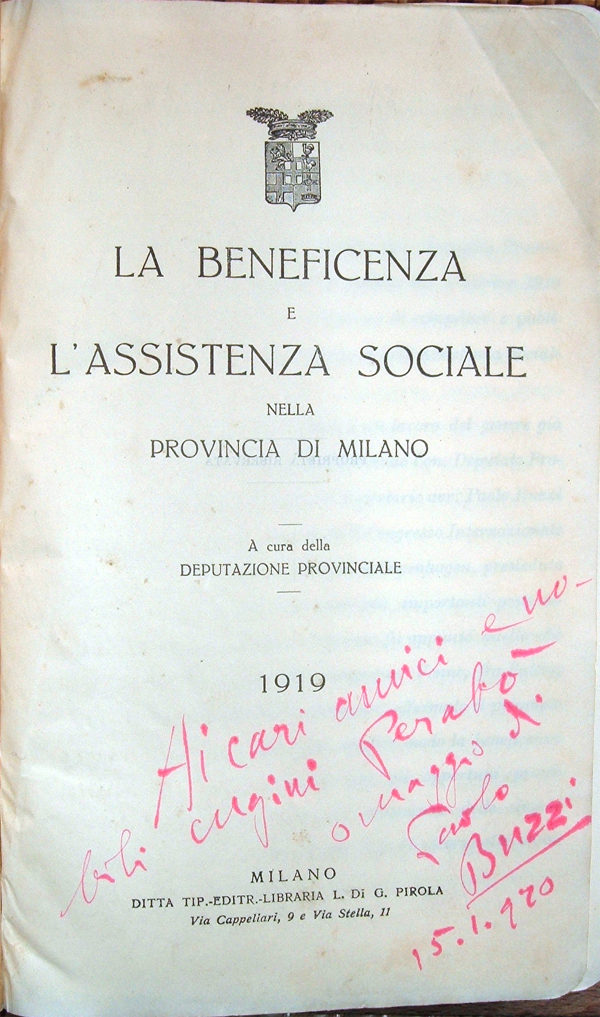 LA BENEFICENZA
E
L'ASSISTENZA SOCIALE
NELLA
PROVINCIA DI MILANO
A cura della
DEPUTAZIONE PROVINCIALE
1919
Ai cari amici e no-
bili cugini Perabò
omaggio di
Paolo
Buzzi
15.1.920
MILANO
DITTA TIP.-EDITR.-LIBRARIA L. Di G. PIROLA
Via Cappellari, 9 e Via Stella, 11